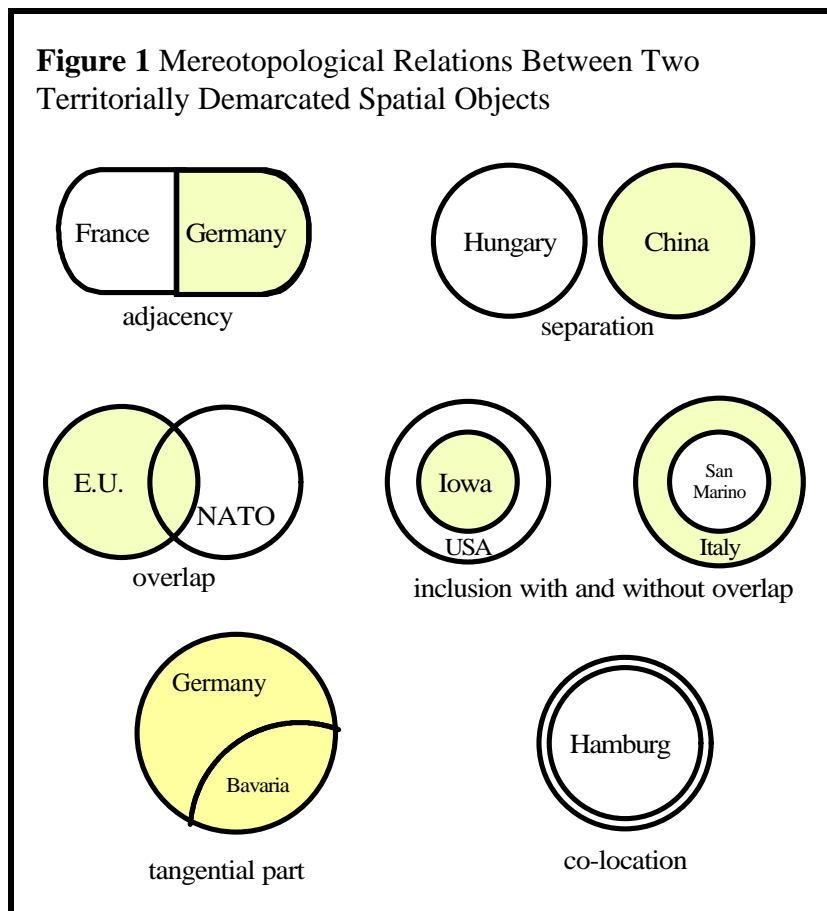 Figure 1 Mereotopological Relations Between Two
Territorially Demarcated Spatial Objects
France
Germany
adjacency
Hungary
China
separation
E.U.
NATO
overlap
Iowa
USA
San
Marino
Italy
inclusion with and without overlap
Germany
Bavaria
tangential part
Hamburg
co-location